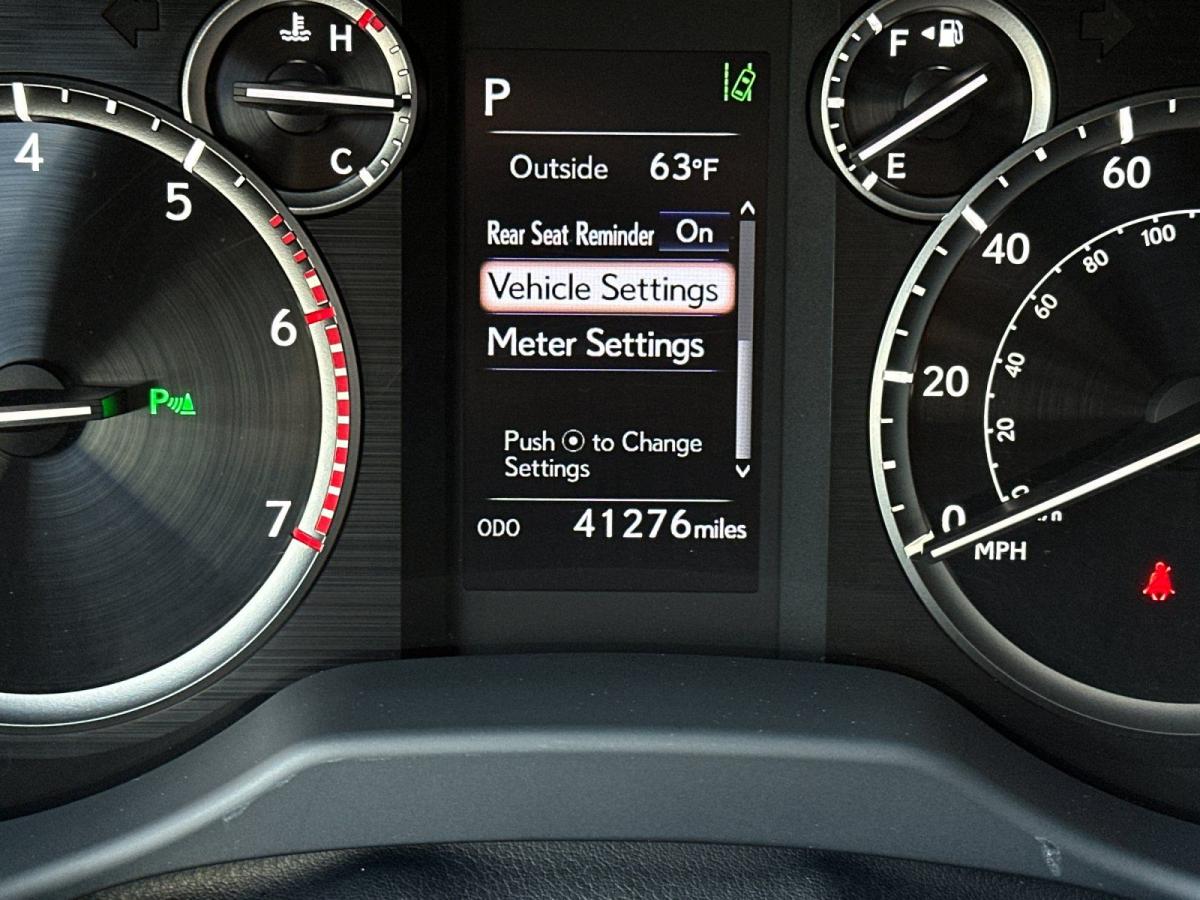 H
C
P
Outside 63°F
Rear Seat Reminder On
Vehicle Settings
Meter Settings
Push to Change
Settings
ODO 41276 miles
4
5
6
7
P
F
E
60
40
20
0
MPH
100
80
60
40
20
0